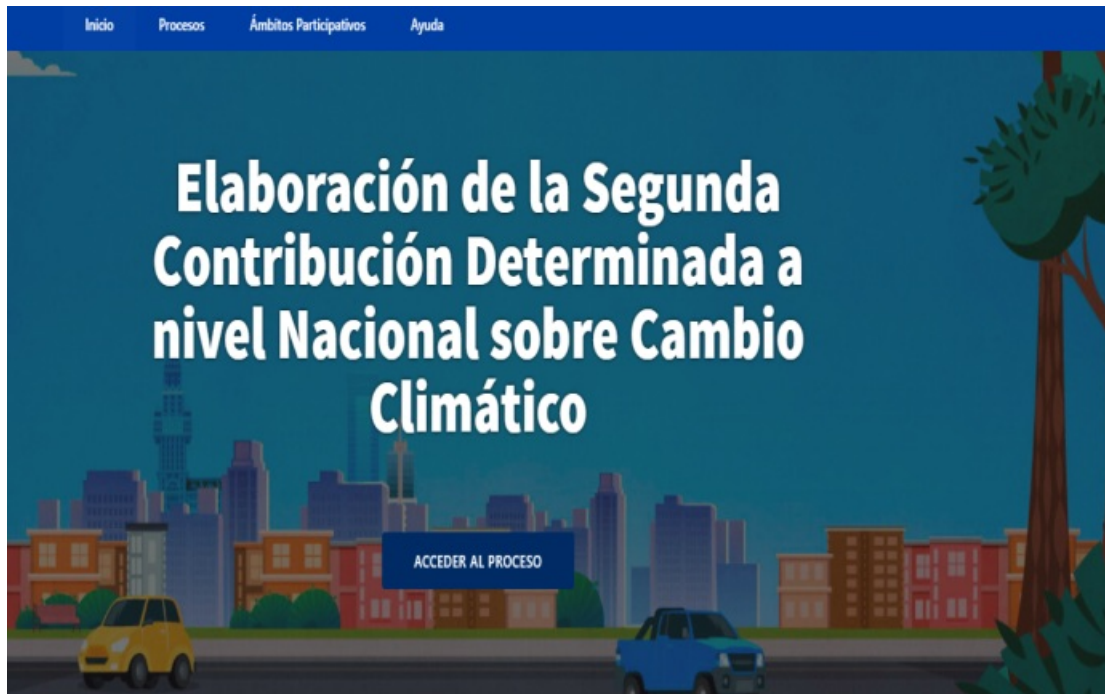 Inicio Procesos Ámbitos Participativos Ayuda
Elaboración de la Segunda
Contribución Determinada a
nivel Nacional sobre Cambio
Climático
ACCEDER AL PROCESO